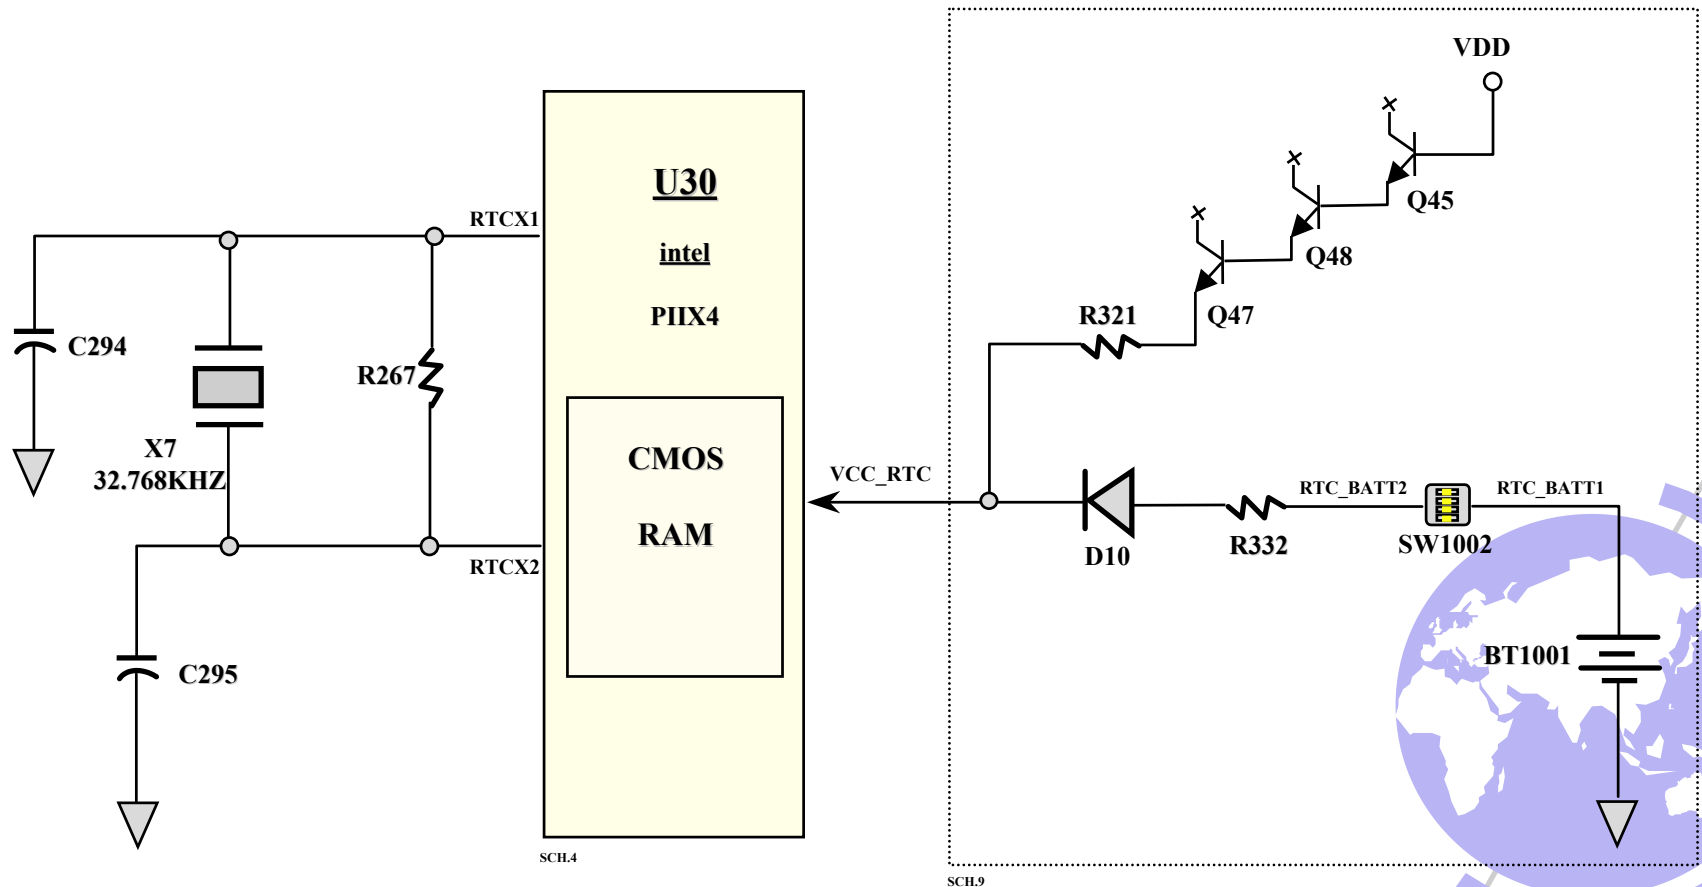 VDD
Q45
Q48
Q47
R321
RTCX1
U30
intel
PIIX4
C294
R267
X7
32.768KHZ
CMOS
RAM
VCC_RTC
RTC_BATT2
RTC_BATT1
D10
R332
SW1002
RTCX2
BT1001
C295
SCH.4
SCH.9